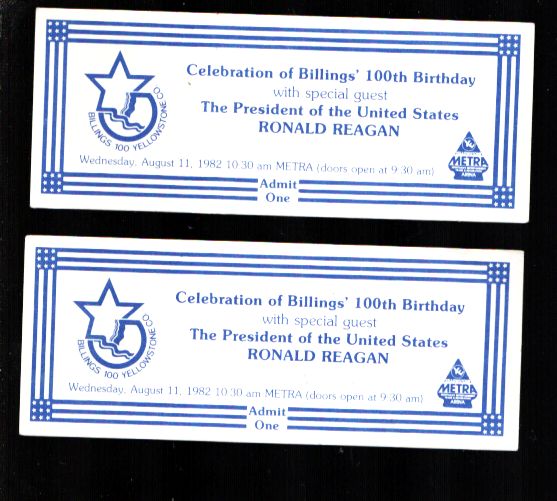 Celebration of Billings' 100th Birthday
with special guest
The President of the United States
RONALD REAGAN
BILLINGS 100 YELLOWSTONE CO.
Wednesday, August 11, 1982 10:30 am METRA (doors open at 9:30 am)
METRA
ARENA
Admit
One
Celebration of Billings' 100th Birthday
with special guest
The President of the United States
RONALD REAGAN
BILLINGS 100 YELLOWSTONE CO.
Wednesday, August 11, 1982 10:30 am METRA (doors open at 9:30 am)
METRA
ARENA
Admit
One